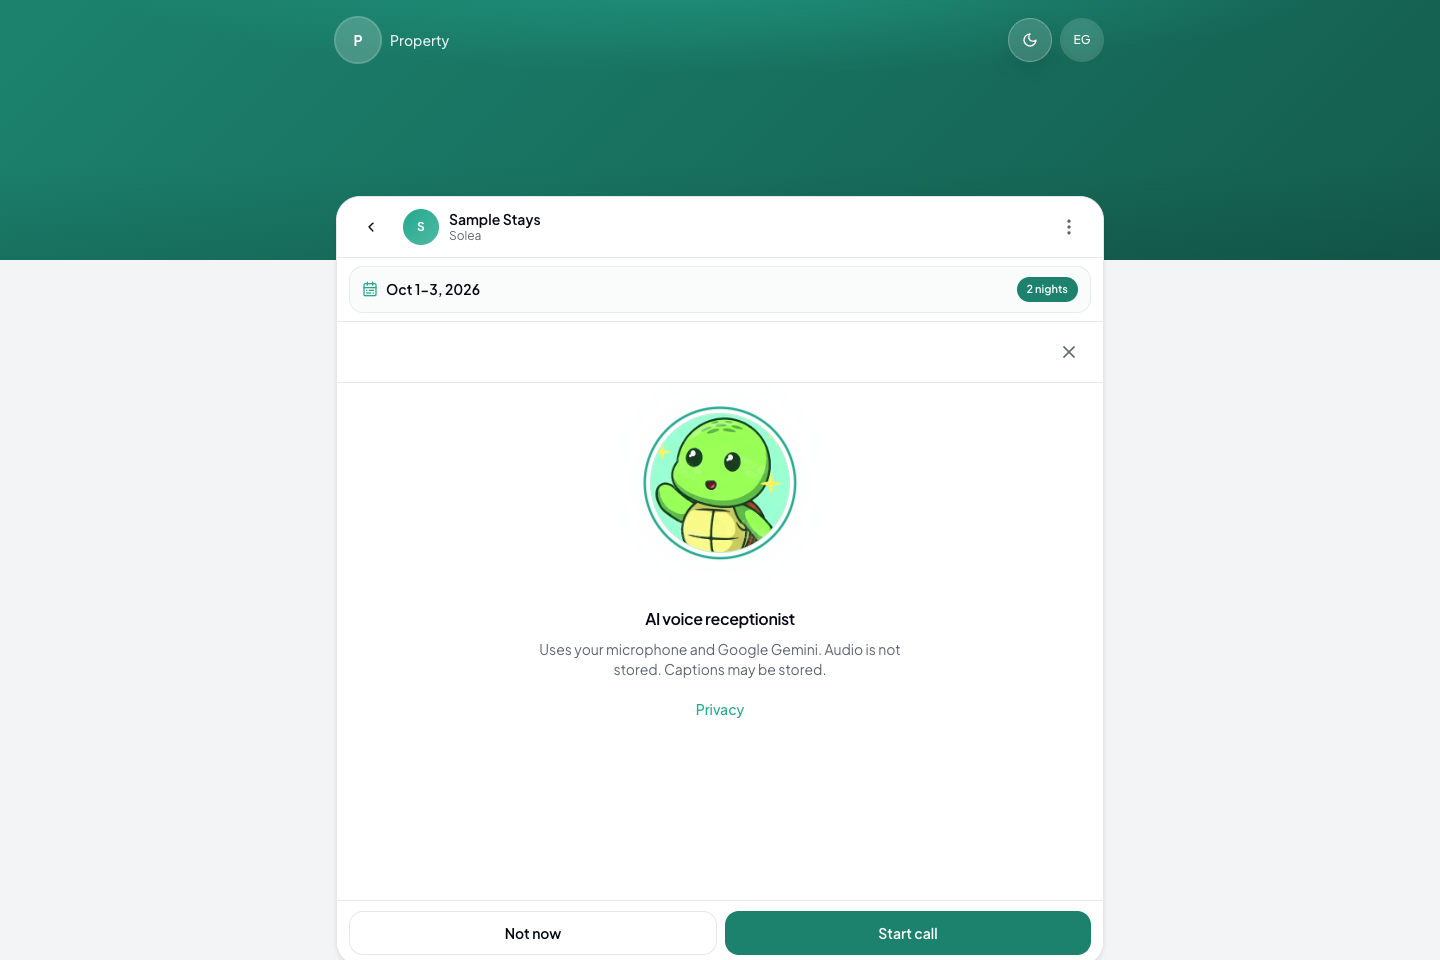 P
Property
EG
S
Sample Stays
Solea
Oct 1–3, 2026
2 nights
AI voice receptionist
Uses your microphone and Google Gemini. Audio is not
stored. Captions may be stored.
Privacy
Not now
Start call